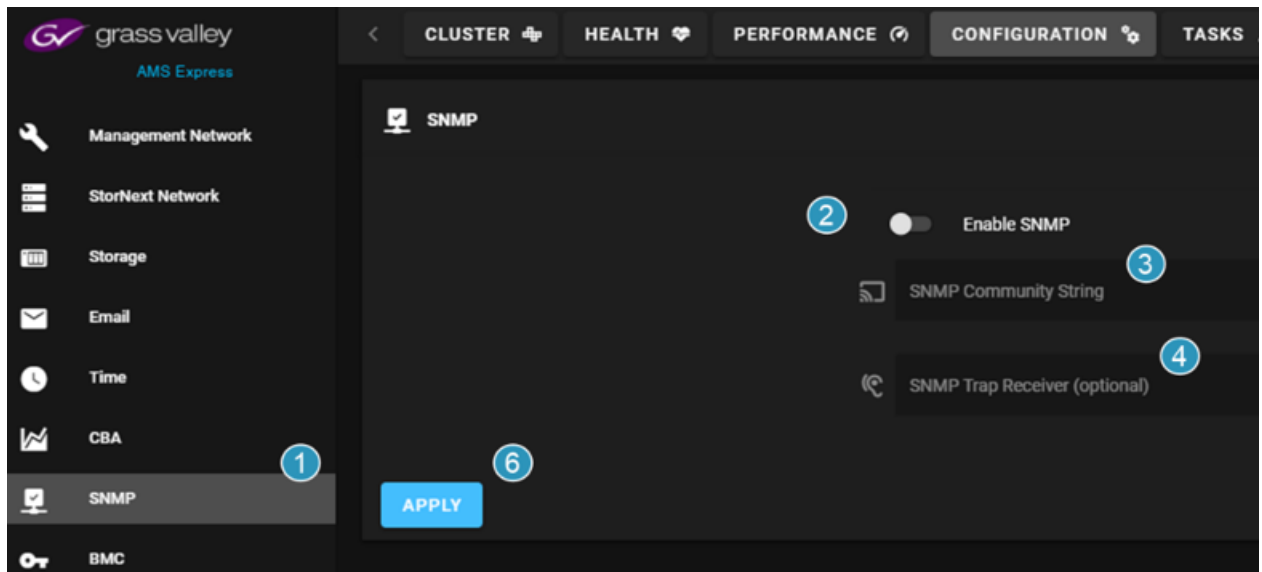 GV grass valley
AMS Express
CLUSTER HEALTH PERFORMANCE CONFIGURATION TASKS
Management Network
StorNext Network
Storage
Email
Time
CBA
SNMP
BMC
1
SNMP
2
Enable SNMP
3
SNMP Community String
4
SNMP Trap Receiver (optional)
6
APPLY